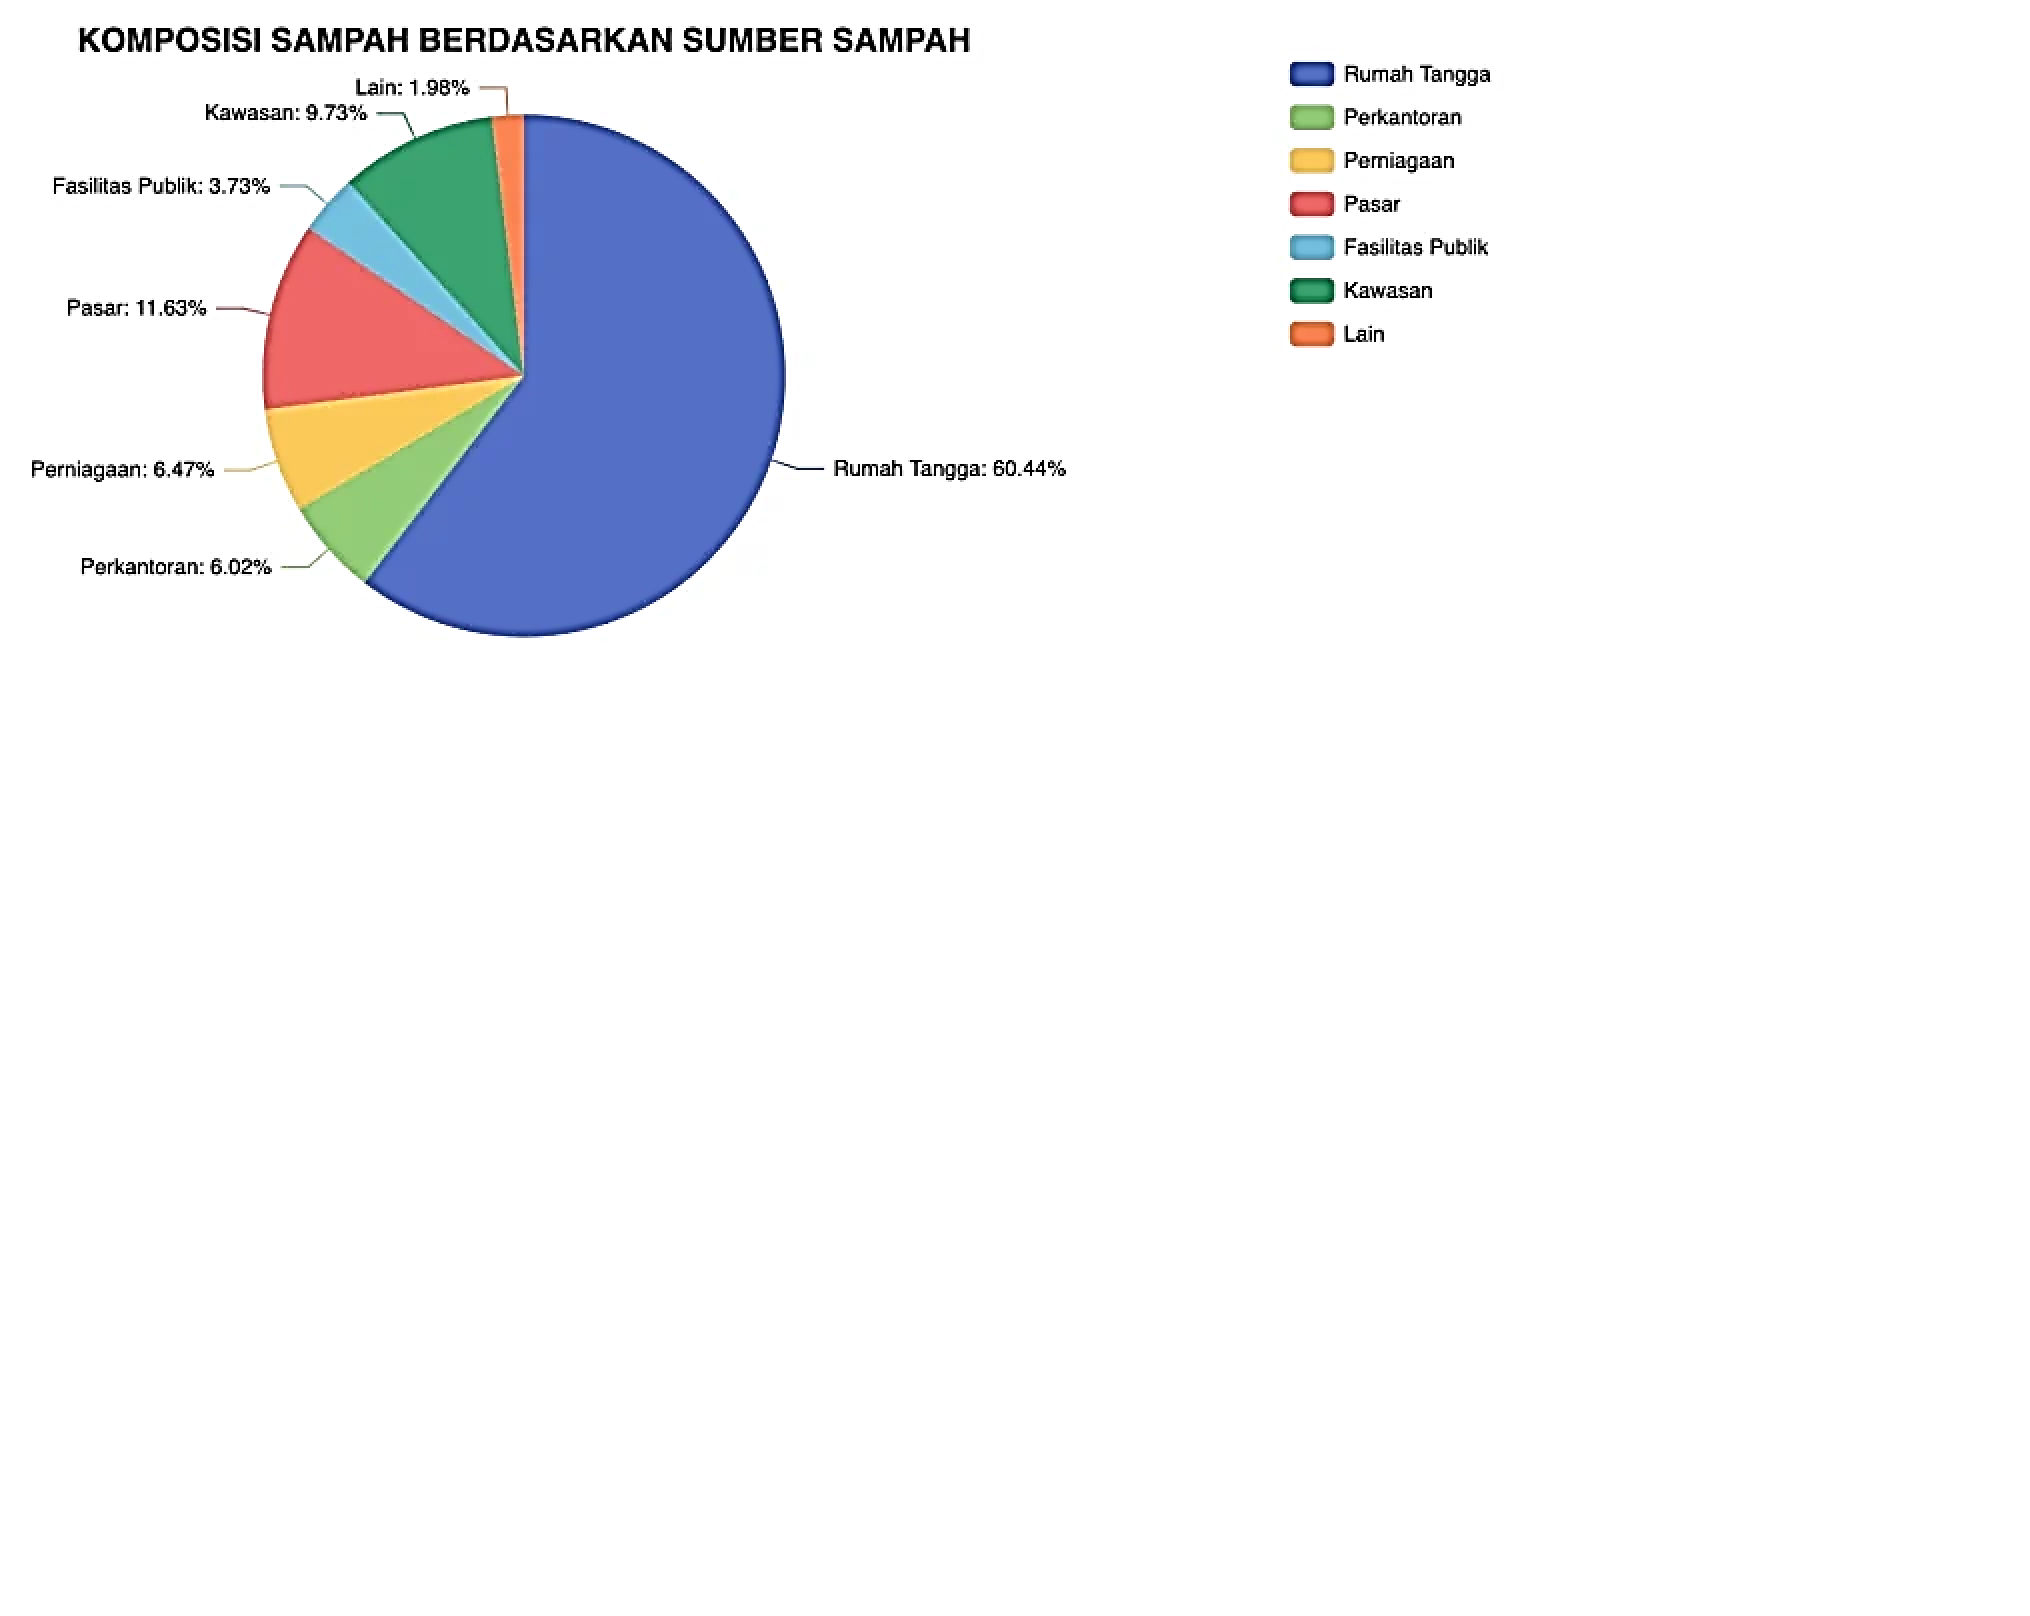 KOMPOSISI SAMPAH BERDASARKAN SUMBER SAMPAH
Lain: 1.98%
Kawasan: 9.73%
Fasilitas Publik: 3.73%
Pasar: 11.63%
Perniagaan: 6.47%
Perkantoran: 6.02%
Rumah Tangga: 60.44%
Rumah Tangga
Perkantoran
Perniagaan
Pasar
Fasilitas Publik
Kawasan
Lain